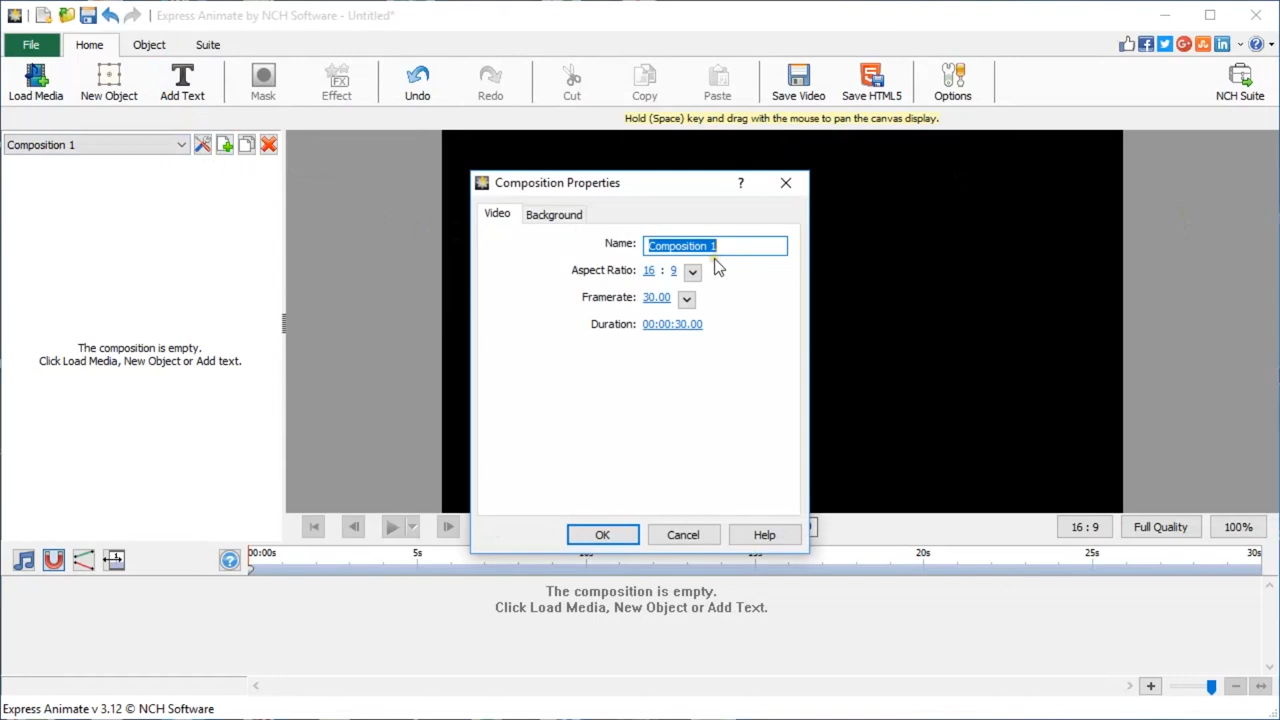 Express Animate by NCH Software - Untitled*
File Home Object Suite
Load Media New Object Add Text Mask Effect Undo Redo Cut Copy Paste Save Video Save HTML5 Options NCH Suite
Hold (Space) key and drag with the mouse to pan the canvas display.
Composition 1
Composition Properties
Video Background
Name: Composition 1
Aspect Ratio: 16 : 9
Framerate: 30.00
Duration: 00:00:30.00
The composition is empty.
Click Load Media, New Object or Add text.
OK Cancel Help
16 : 9 Full Quality 100%
00:00s 5s 20s 25s 30s
The composition is empty.
Click Load Media, New Object or Add Text.
Express Animate v 3.12 © NCH Software